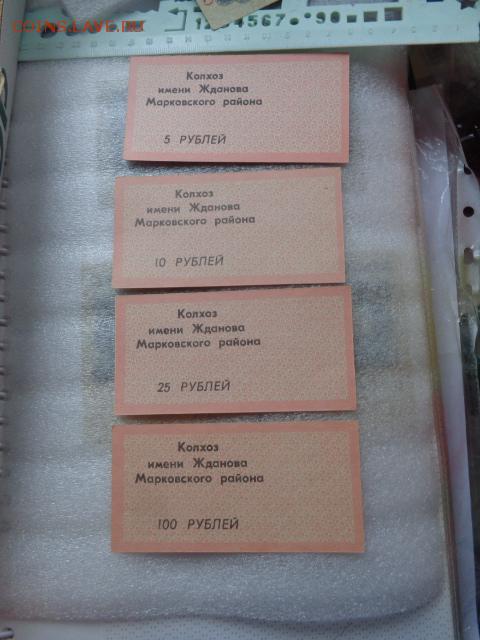 COINS.LAVE.RU
Колхоз
имени Жданова
Марковского района
5 РУБЛЕЙ
Колхоз
имени Жданова
Марковского района
10 РУБЛЕЙ
Колхоз
имени Жданова
Марковского района
25 РУБЛЕЙ
Колхоз
имени Жданова
Марковского района
100 РУБЛЕЙ